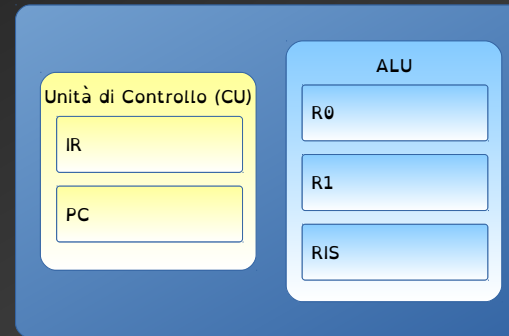 Unità di Controllo (CU)
IR
PC
ALU
R0
R1
RIS